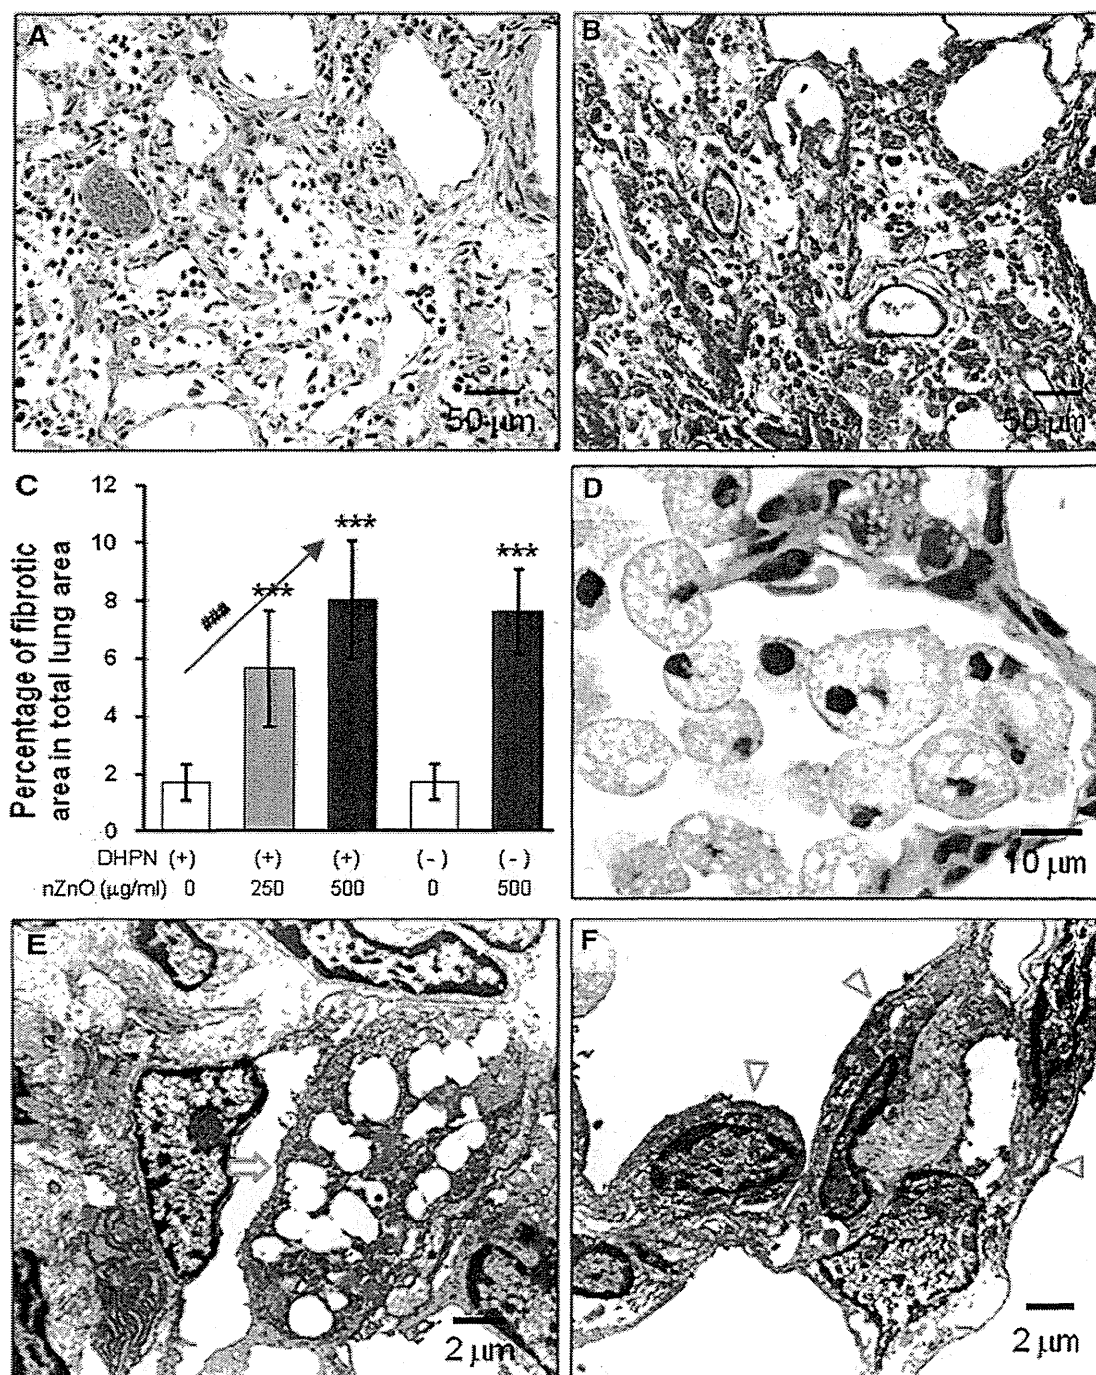 A
50 µm
B
50 µm
C
Percentage of fibrotic
area in total lung area
12
10
8
6
4
2
0
###
***
***
***
DHPN (+) (+) (+) (-) (-)
nZnO (µg/ml) 0 250 500 0 500
D
10 µm
E
2 µm
F
2 µm